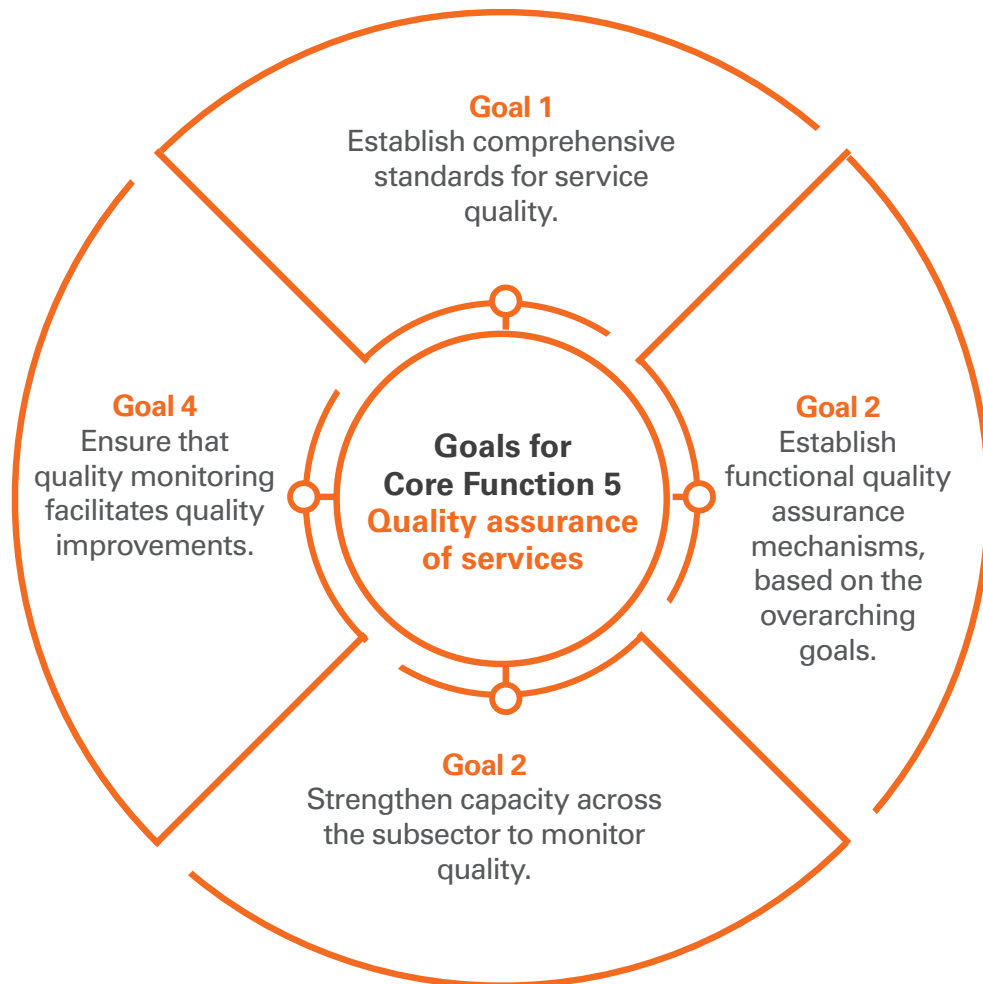 Goal 1
Establish comprehensive
standards for service
quality.
Goal 2
Establish
functional quality
assurance
mechanisms,
based on the
overarching
goals.
Goal 2
Strengthen capacity across
the subsector to monitor
quality.
Goal 4
Ensure that
quality monitoring
facilitates quality
improvements.
Goals for
Core Function 5
Quality assurance
of services